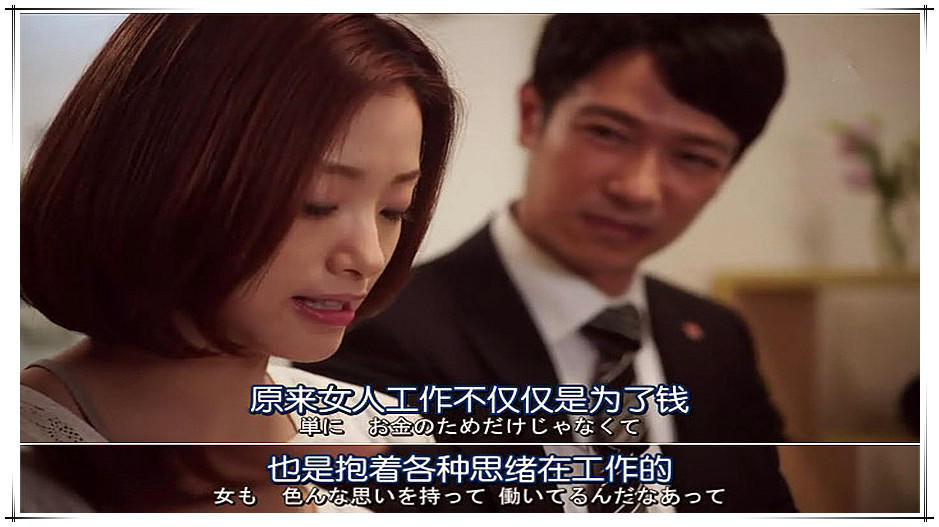 原来女人工作不仅仅是为了钱
単に　お金のためだけじゃなくて
也是抱着各种思绪在工作的
女も　色んな思いを持って 働いてるんだなあって